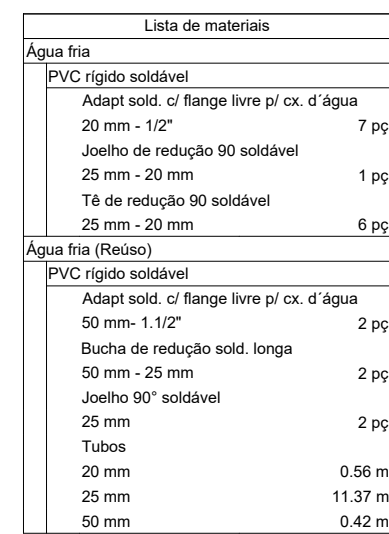 Lista de materiais
Água fria
PVC rígido soldável
Adapt sold. c/ flange livre p/ cx. d´água
20 mm - 1/2" 7 pç
Joelho de redução 90 soldável
25 mm - 20 mm 1 pç
Tê de redução 90 soldável
25 mm - 20 mm 6 pç
Água fria (Reúso)
PVC rígido soldável
Adapt sold. c/ flange livre p/ cx. d´água
50 mm- 1.1/2" 2 pç
Bucha de redução sold. longa
50 mm - 25 mm 2 pç
Joelho 90° soldável
25 mm 2 pç
Tubos
20 mm 0.56 m
25 mm 11.37 m
50 mm 0.42 m